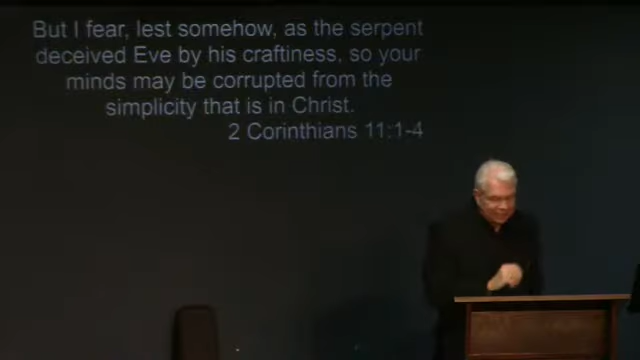 But I fear, lest somehow, as the serpent
deceived Eve by his craftiness, so your
minds may be corrupted from the
simplicity that is in Christ.
2 Corinthians 11:1-4